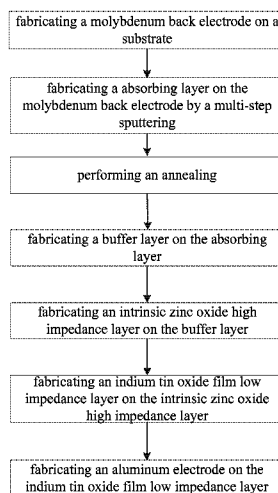 fabricating a molybdenum back electrode on a
substrate
fabricating a absorbing layer on the
molybdenum back electrode by a multi-step
sputtering
performing an annealing
fabricating a buffer layer on the absorbing
layer
fabricating an intrinsic zinc oxide high
impedance layer on the buffer layer
fabricating an indium tin oxide film low
impedance layer on the intrinsic zinc oxide
high impedance layer
fabricating an aluminum electrode on the
indium tin oxide film low impedance layer